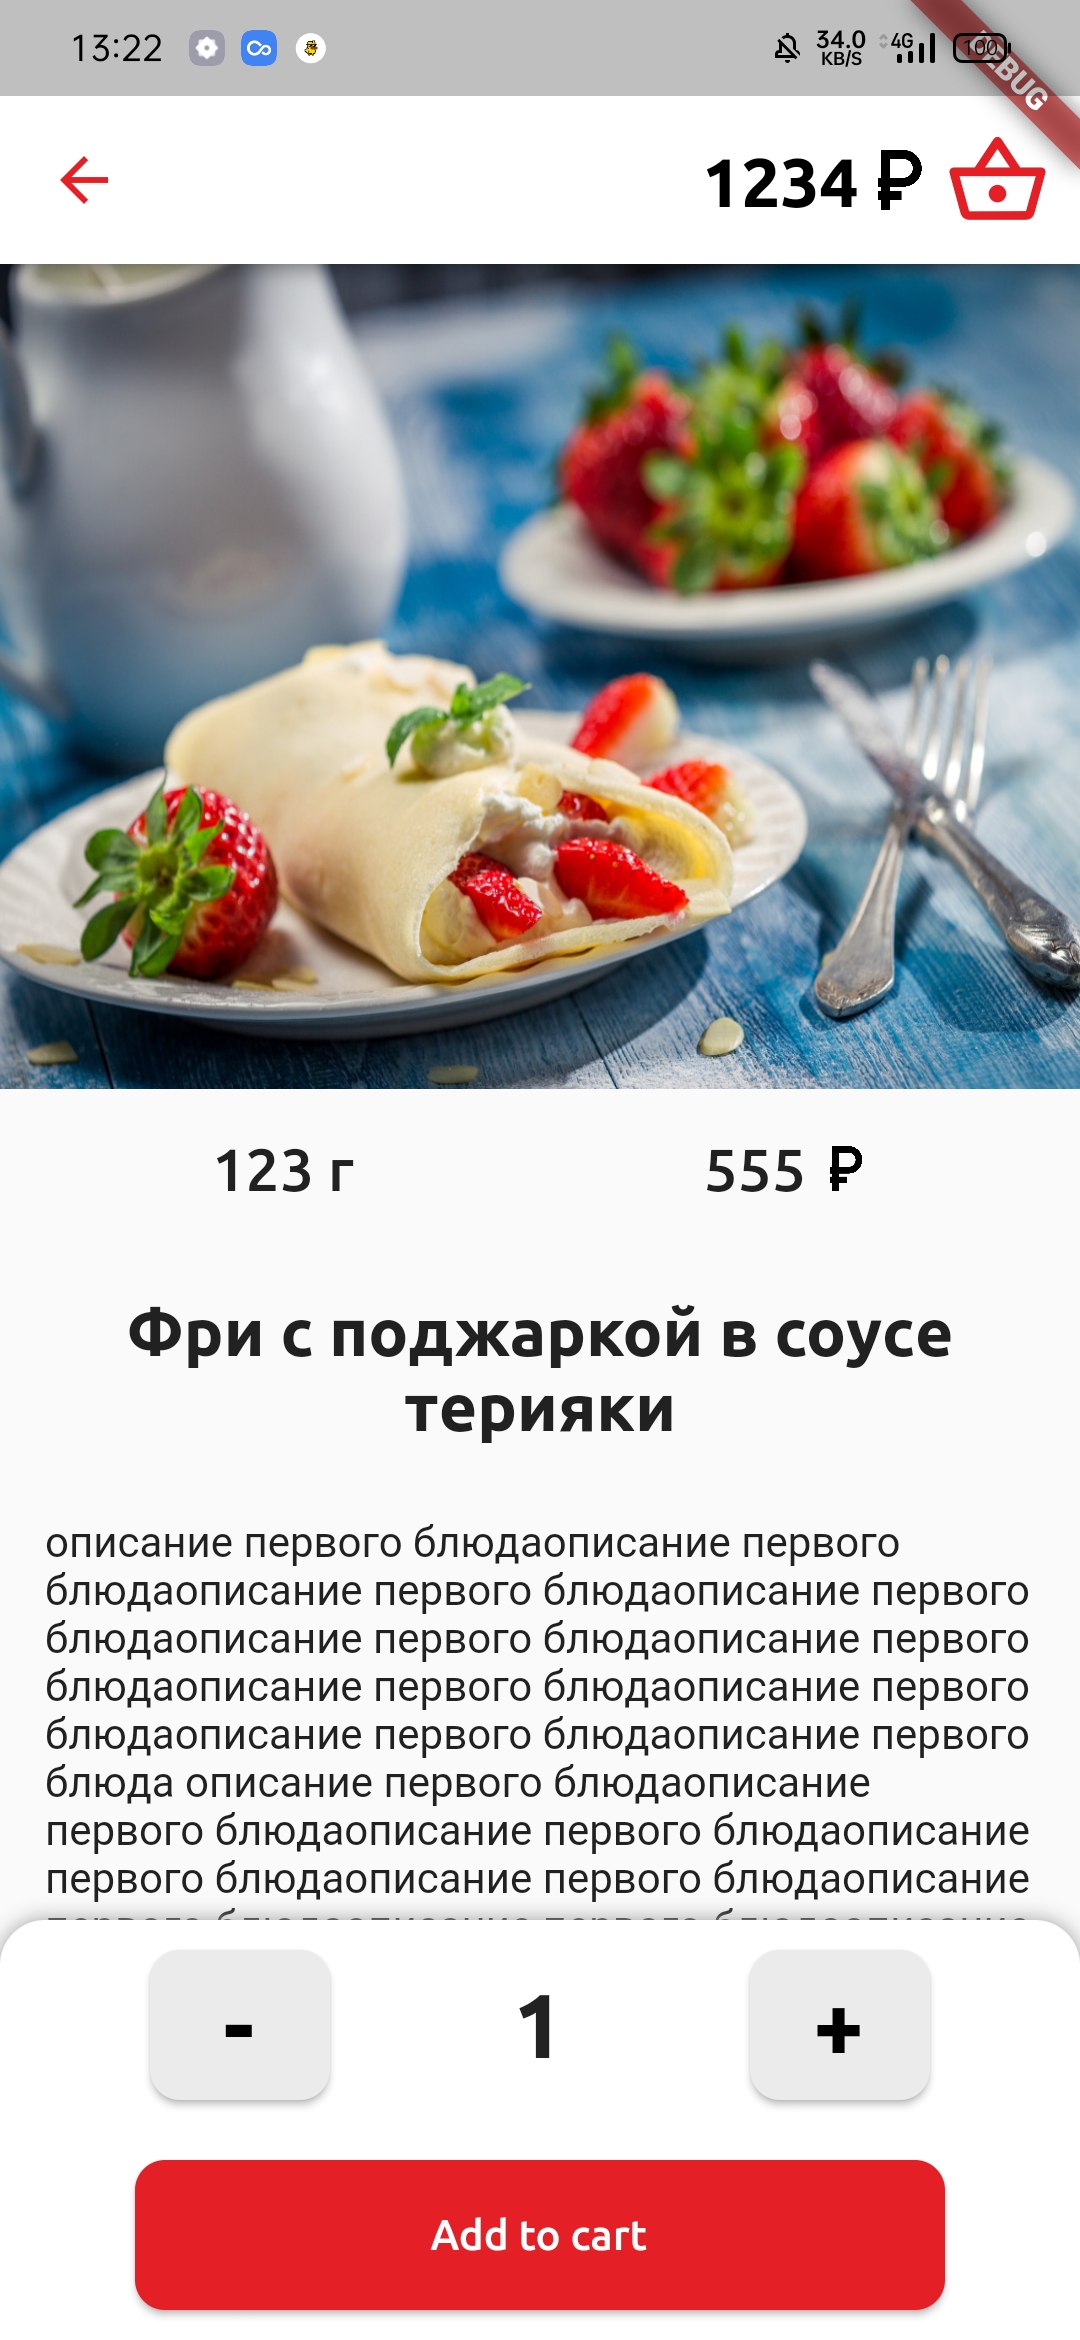 13:22
34.0
KB/S
4G
100
DEBUG
1234 ₽
123 г
555 ₽
Фри с поджаркой в соусе
терияки
описание первого блюдаописание первого
блюдаописание первого блюдаописание первого
блюдаописание первого блюдаописание первого
блюдаописание первого блюдаописание первого
блюдаописание первого блюдаописание первого
блюда описание первого блюдаописание
первого блюдаописание первого блюдаописание
первого блюдаописание первого блюдаописание
- 1 +
Add to cart